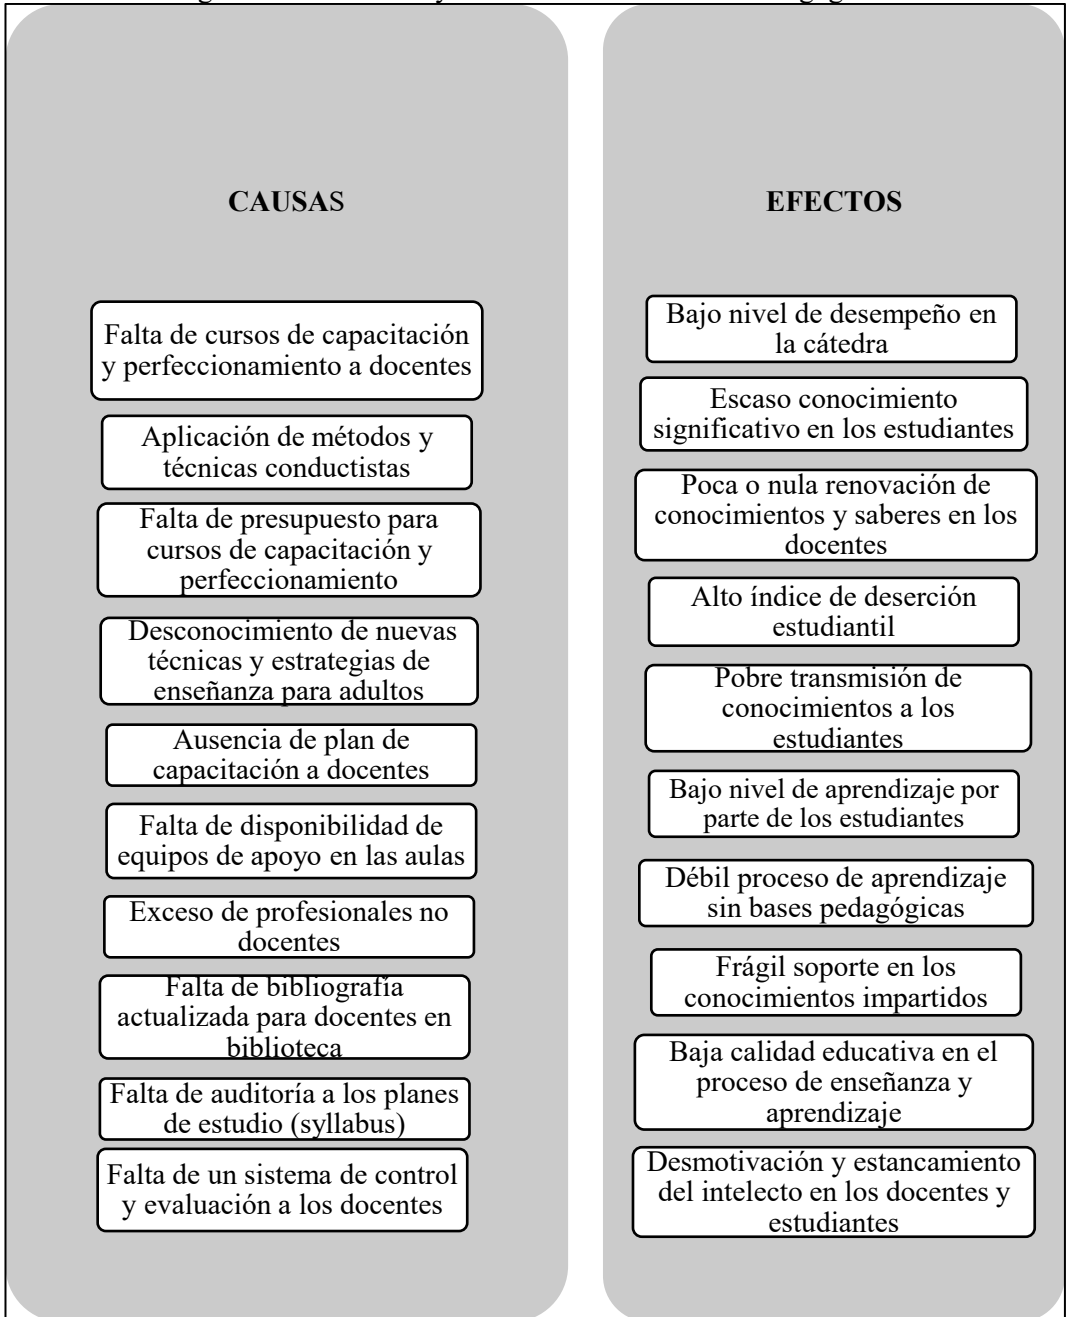 CAUSAS
Falta de cursos de capacitación
y perfeccionamiento a docentes
Aplicación de métodos y
técnicas conductistas
Falta de presupuesto para
cursos de capacitación y
perfeccionamiento
Desconocimiento de nuevas
técnicas y estrategias de
enseñanza para adultos
Ausencia de plan de
capacitación a docentes
Falta de disponibilidad de
equipos de apoyo en las aulas
Exceso de profesionales no
docentes
Falta de bibliografía
actualizada para docentes en
biblioteca
Falta de auditoría a los planes
de estudio (syllabus)
Falta de un sistema de control
y evaluación a los docentes
EFECTOS
Bajo nivel de desempeño en
la cátedra
Escaso conocimiento
significativo en los estudiantes
Poca o nula renovación de
conocimientos y saberes en los
docentes
Alto índice de deserción
estudiantil
Pobre transmisión de
conocimientos a los
estudiantes
Bajo nivel de aprendizaje por
parte de los estudiantes
Débil proceso de aprendizaje
sin bases pedagógicas
Frágil soporte en los
conocimientos impartidos
Baja calidad educativa en el
proceso de enseñanza y
aprendizaje
Desmotivación y estancamiento
del intelecto en los docentes y
estudiantes